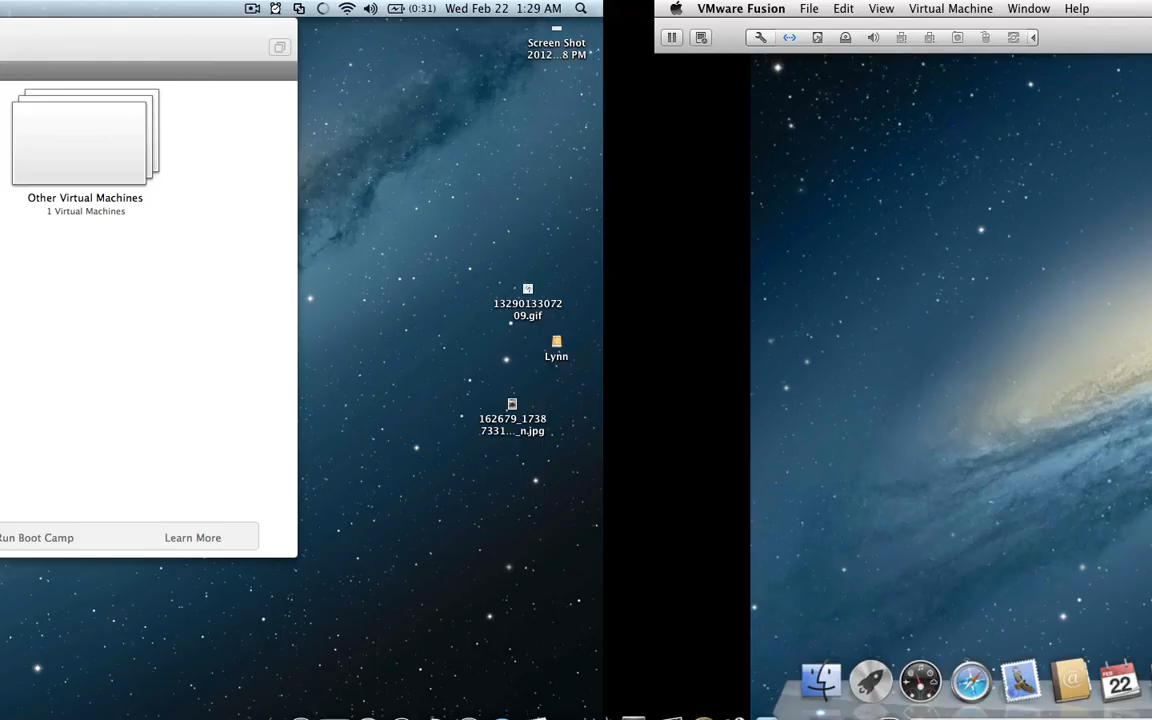 (0:31) Wed Feb 22 1:29 AM
Screen Shot
2012...8 PM
Other Virtual Machines
1 Virtual Machines
13290133072
09.gif
Lynn
162679_1738
7331..._n.jpg
Run Boot Camp Learn More
VMware Fusion File Edit View Virtual Machine Window Help
FEB
22